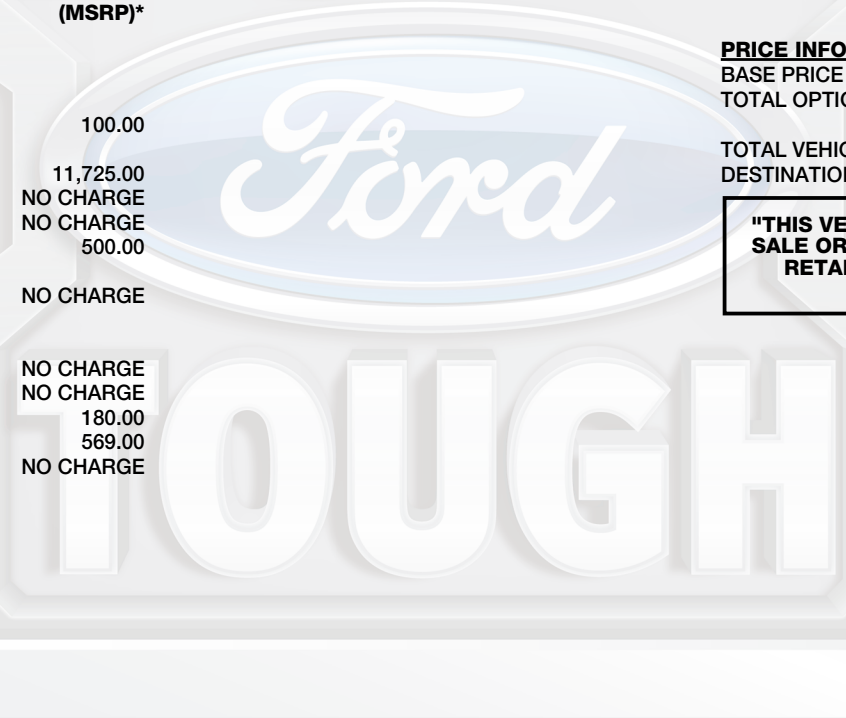 (MSRP)*
100.00
11,725.00
NO CHARGE
NO CHARGE
500.00
NO CHARGE
NO CHARGE
NO CHARGE
180.00
569.00
NO CHARGE
PRICE INFO
BASE PRICE
TOTAL OPTIO
TOTAL VEHIC
DESTINATION
"THIS VE
SALE OR
RETAI
Ford
TOUGH